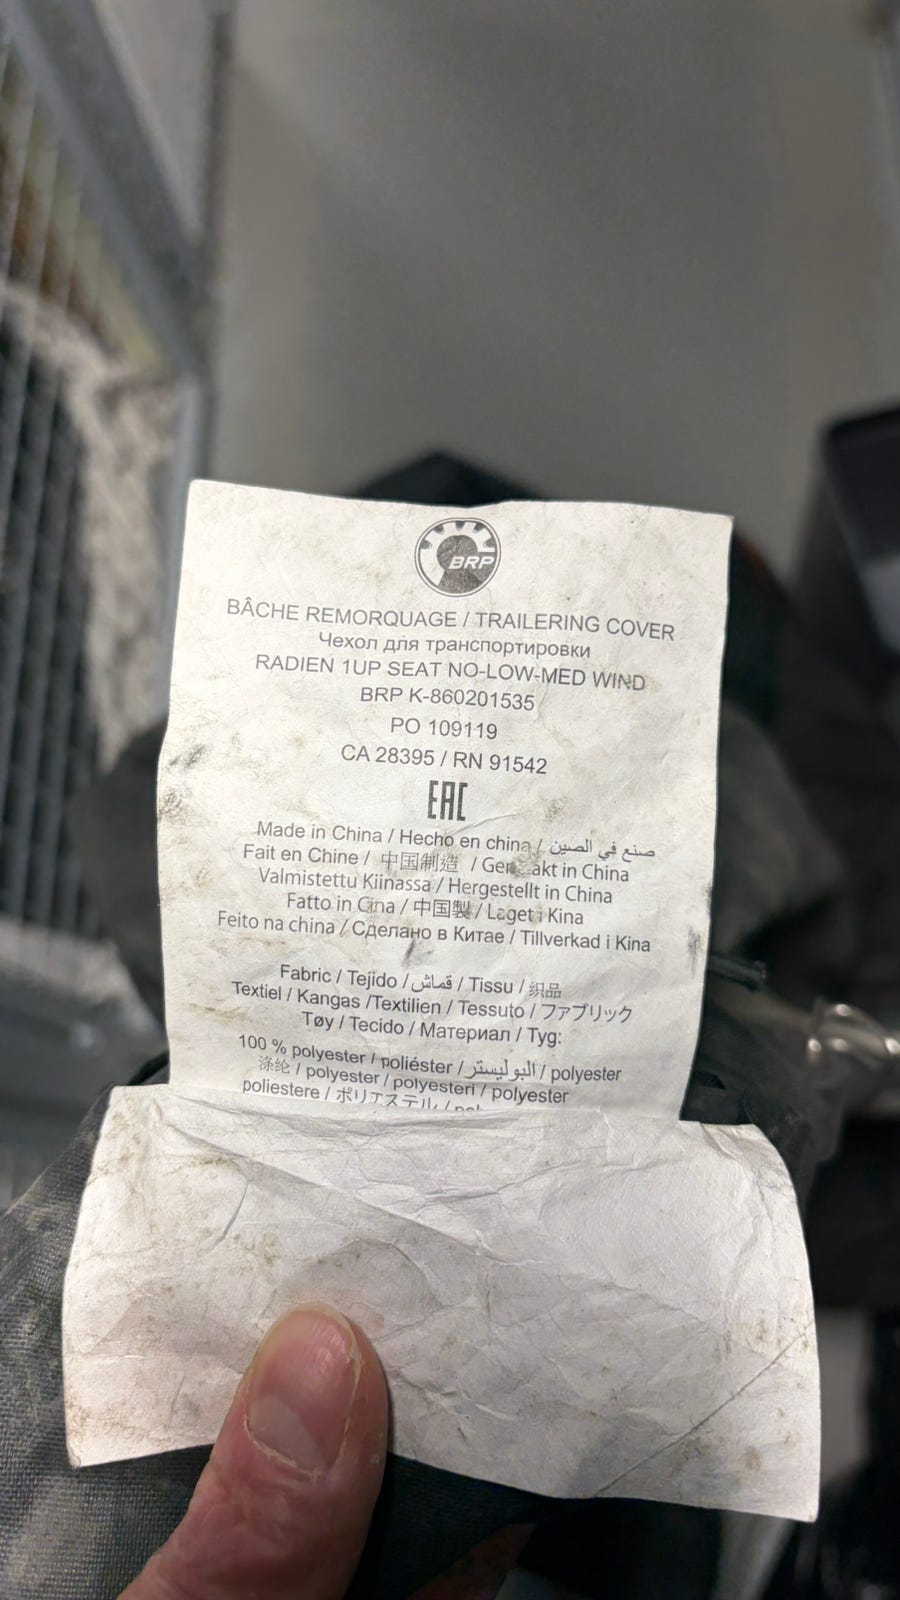 BRP
BÂCHE REMORQUAGE / TRAILERING COVER
Чехол для транспортировки
RADIEN 1UP SEAT NO-LOW-MED WIND
BRP K-860201535
PO 109119
CA 28395 / RN 91542
EAC
Made in China / Hecho en china / صنع في الصين
Fait en Chine / 中国制造 / in China
Valmistettu Kiinassa / Hergestellt in China
Fatto in Cina / 中国製 / Laget i Kina
Feito na china / Сделано в Китае / Tillverkad i Kina
Fabric / Tejido / قماش / Tissu / 织品
Textiel / Kangas /Textilien / Tessuto / ファブリック
Tøy / Tecido / Материал / Tyg:
100 % polyester / poliéster / البوليستر / polyester
涤纶 / polyester / polyesteri / polyester
poliestere / ポリエステル /